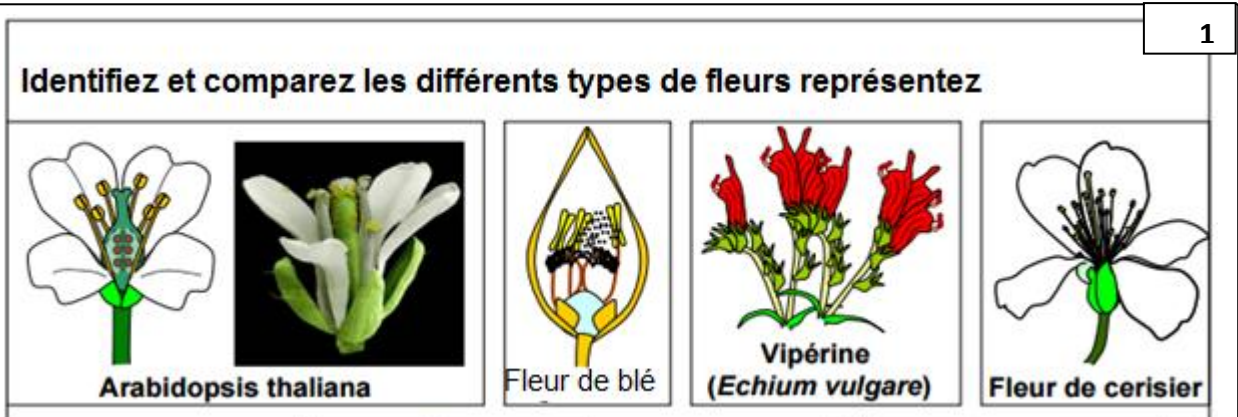 1
Identifiez et comparez les différents types de fleurs représentez
Arabidopsis thaliana
Fleur de blé
Vipérine
(Echium vulgare)
Fleur de cerisier